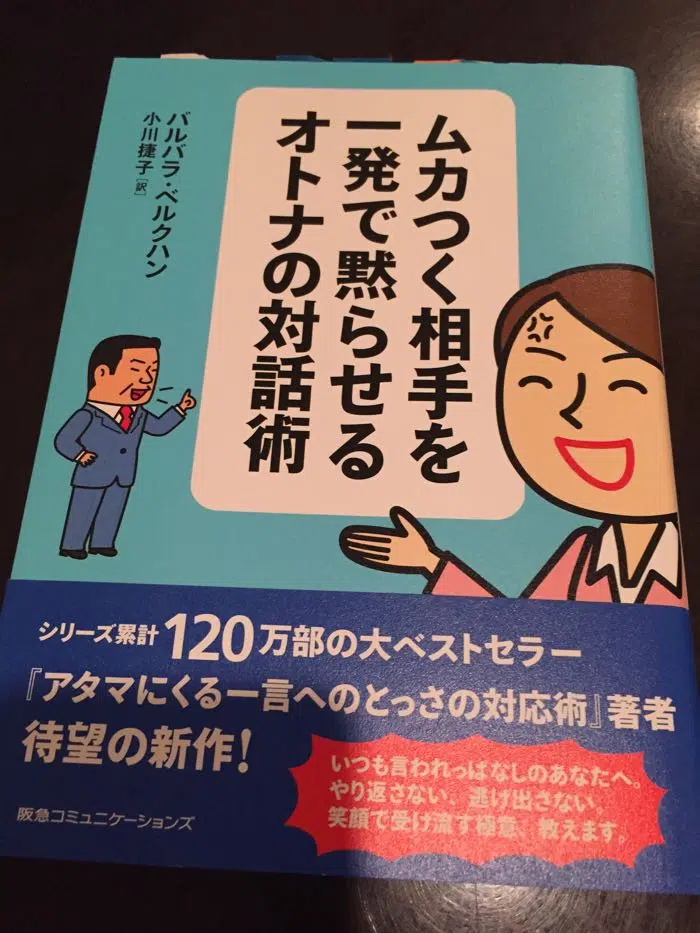 ムカつく相手を
一発で黙らせる
オトナの対話術
バルバラ・ベルクハン
小川捷子[訳]
シリーズ累計120万部の大ベストセラー
『アタマにくる一言へのとっさの対応術』著者
待望の新作!
いつも言われっぱなしのあなたへ。
やり返さない。逃げ出さない。
笑顔で受け流す極意、教えます。
阪急コミュニケーションズ